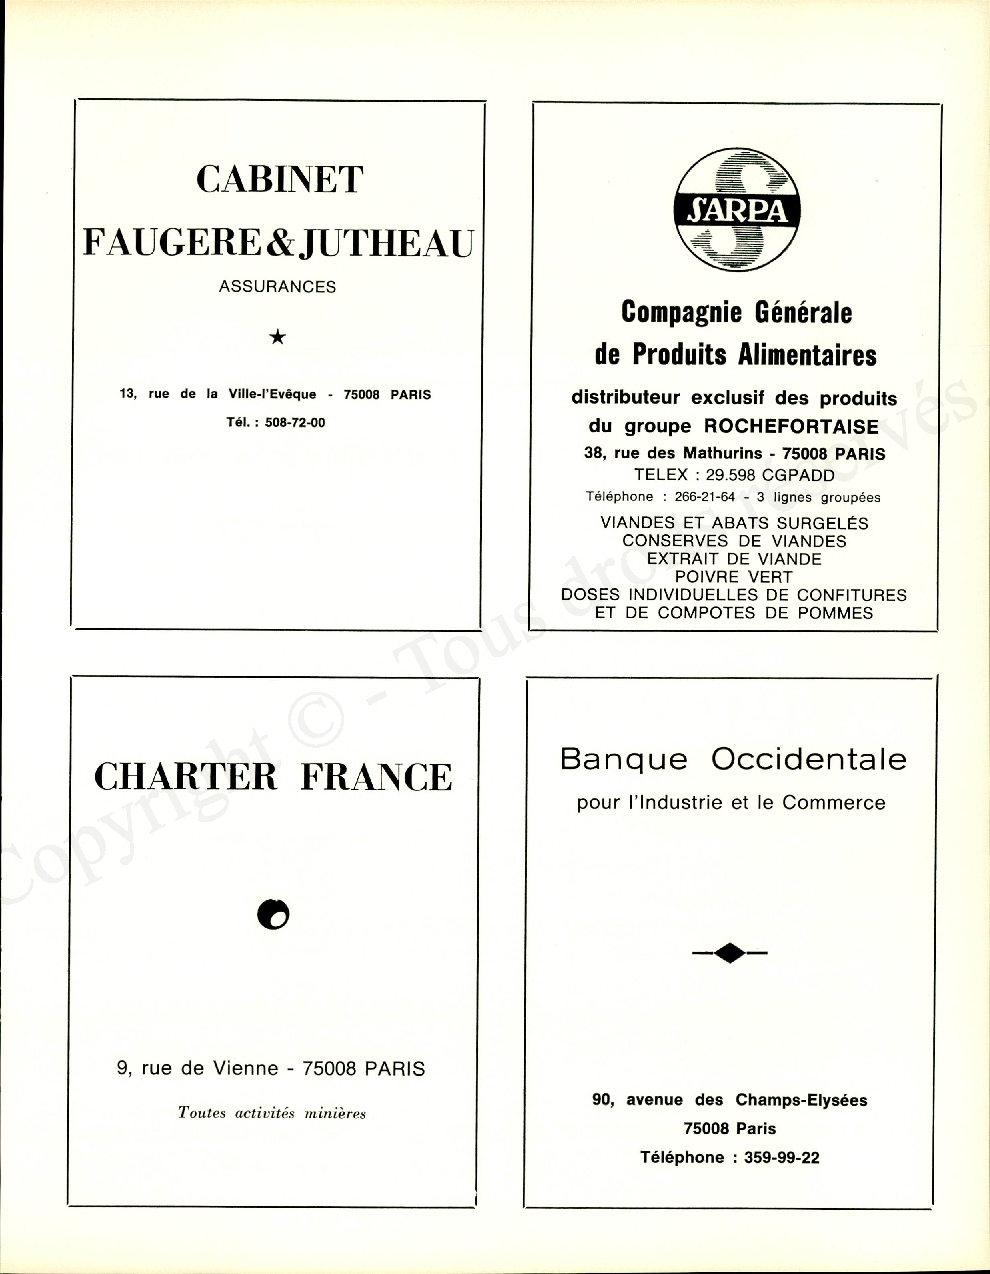 CABINET
FAUGERE & JUTHEAU
ASSURANCES
★
13, rue de la Ville-l'Evêque - 75008 PARIS
Tél. : 508-72-00
SARPA
Compagnie Générale
de Produits Alimentaires
distributeur exclusif des produits
du groupe ROCHEFORTAISE
38, rue des Mathurins - 75008 PARIS
TELEX : 29.598 CGPADD
Téléphone : 266-21-64 - 3 lignes groupées
VIANDES ET ABATS SURGELÉS
CONSERVES DE VIANDES
EXTRAIT DE VIANDE
POIVRE VERT
DOSES INDIVIDUELLES DE CONFITURES
ET DE COMPOTES DE POMMES
CHARTER FRANCE
9, rue de Vienne - 75008 PARIS
Toutes activités minières
Banque Occidentale
pour l'Industrie et le Commerce
90, avenue des Champs-Elysées
75008 Paris
Téléphone : 359-99-22
Copyright © - Tous droits réservés.